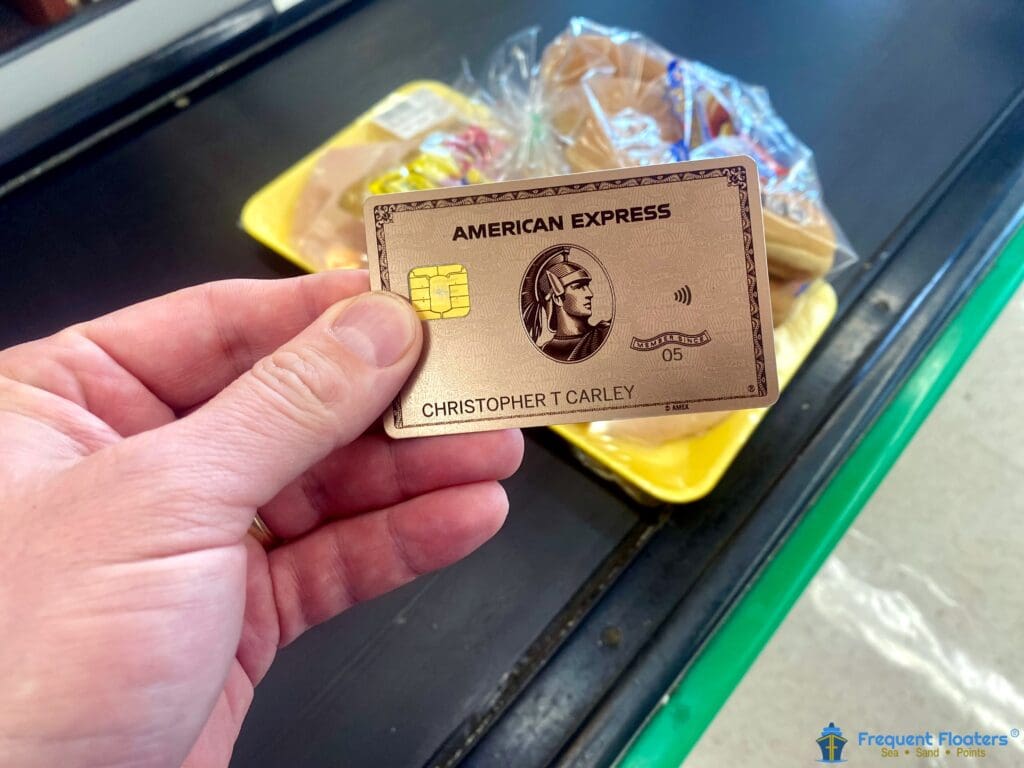 AMERICAN EXPRESS
MEMBER SINCE
05
CHRISTOPHER T CARLEY
© AMEX
Frequent Floaters®
Sea • Sand • Points